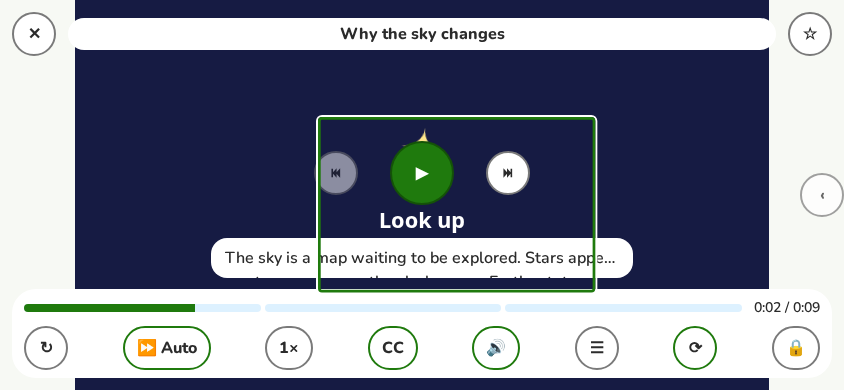 Why the sky changes
Look up
The sky is a map waiting to be explored. Stars appe...
0:02 / 0:09
Auto
1×
CC